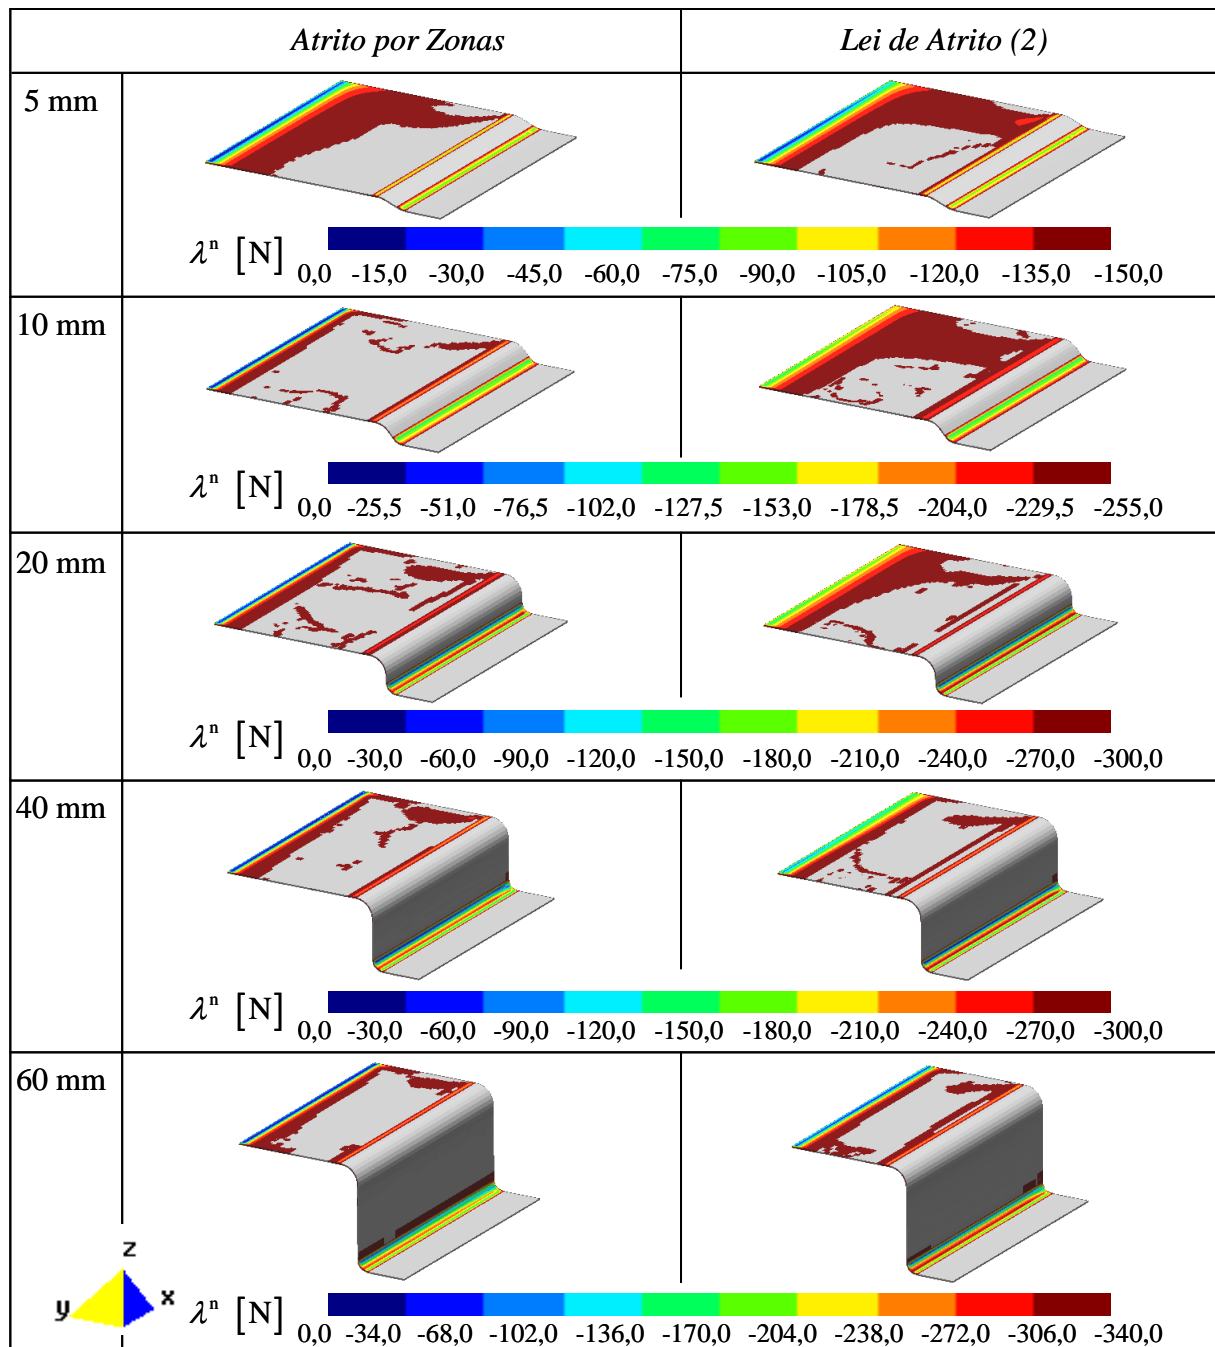 Atrito por Zonas Lei de Atrito (2)
5 mm
λⁿ [N]
0,0 -15,0 -30,0 -45,0 -60,0 -75,0 -90,0 -105,0 -120,0 -135,0 -150,0
10 mm
λⁿ [N]
0,0 -25,5 -51,0 -76,5 -102,0 -127,5 -153,0 -178,5 -204,0 -229,5 -255,0
20 mm
λⁿ [N]
0,0 -30,0 -60,0 -90,0 -120,0 -150,0 -180,0 -210,0 -240,0 -270,0 -300,0
40 mm
λⁿ [N]
0,0 -30,0 -60,0 -90,0 -120,0 -150,0 -180,0 -210,0 -240,0 -270,0 -300,0
60 mm
z
y x
λⁿ [N]
0,0 -34,0 -68,0 -102,0 -136,0 -170,0 -204,0 -238,0 -272,0 -306,0 -340,0